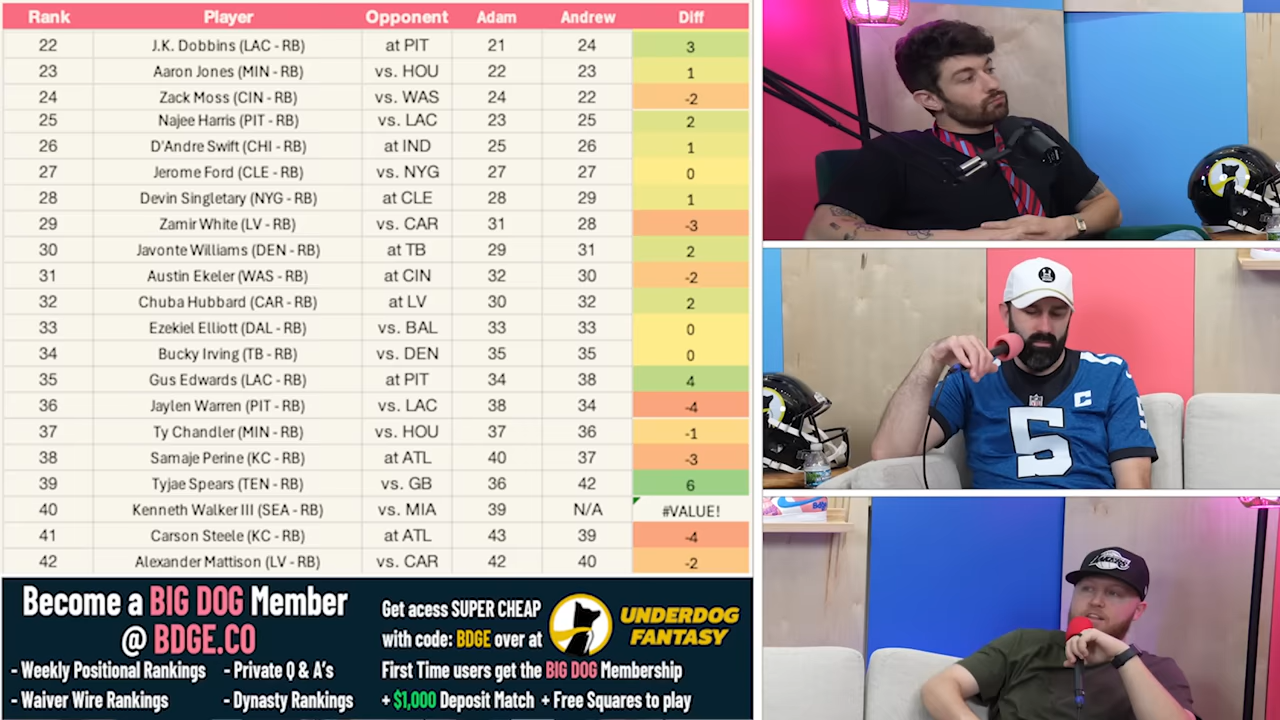 Rank Player Opponent Adam Andrew Diff
22 J.K. Dobbins (LAC - RB) at PIT 21 24 3
23 Aaron Jones (MIN - RB) vs. HOU 22 23 1
24 Zack Moss (CIN - RB) vs. WAS 24 22 -2
25 Najee Harris (PIT - RB) vs. LAC 23 25 2
26 D'Andre Swift (CHI - RB) at IND 25 26 1
27 Jerome Ford (CLE - RB) vs. NYG 27 27 0
28 Devin Singletary (NYG - RB) at CLE 28 29 1
29 Zamir White (LV - RB) vs. CAR 31 28 -3
30 Javonte Williams (DEN - RB) at TB 29 31 2
31 Austin Ekeler (WAS - RB) at CIN 32 30 -2
32 Chuba Hubbard (CAR - RB) at LV 30 32 2
33 Ezekiel Elliott (DAL - RB) vs. BAL 33 33 0
34 Bucky Irving (TB - RB) vs. DEN 35 35 0
35 Gus Edwards (LAC - RB) at PIT 34 38 4
36 Jaylen Warren (PIT - RB) vs. LAC 38 34 -4
37 Ty Chandler (MIN - RB) vs. HOU 37 36 -1
38 Samaje Perine (KC - RB) at ATL 40 37 -3
39 Tyjae Spears (TEN - RB) vs. GB 36 42 6
40 Kenneth Walker III (SEA - RB) vs. MIA 39 N/A #VALUE!
41 Carson Steele (KC - RB) at ATL 43 39 -4
42 Alexander Mattison (LV - RB) vs. CAR 42 40 -2
Become a BIG DOG Member
@ BDGE.CO
- Weekly Positional Rankings - Private Q & A's
- Waiver Wire Rankings - Dynasty Rankings
Get acess SUPER CHEAP
with code: BDGE over at
UNDERDOG
FANTASY
First Time users get the BIG DOG Membership
+ $1,000 Deposit Match + Free Squares to play
C
5